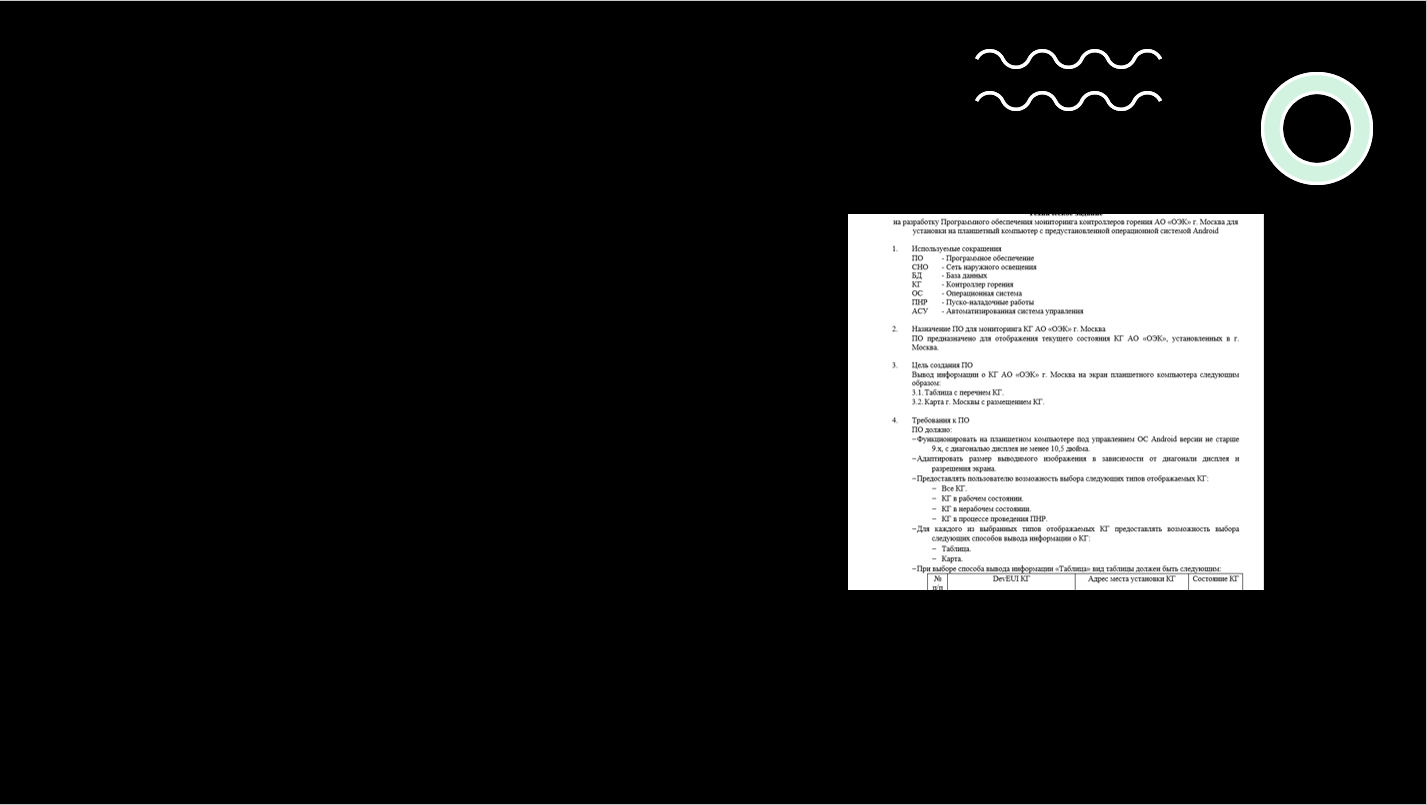 Техническое задание
на разработку Программного обеспечения мониторинга контроллеров горения АО «ОЭК» г. Москва для
установки на планшетный компьютер с предустановленной операционной системой Android
1. Используемые сокращения
ПО - Программное обеспечение
СНО - Сеть наружного освещения
БД - База данных
КГ - Контроллер горения
ОС - Операционная система
ПНР - Пуско-наладочные работы
АСУ - Автоматизированная система управления
2. Назначение ПО для мониторинга КГ АО «ОЭК» г. Москва
ПО предназначено для отображения текущего состояния КГ АО «ОЭК», установленных в г.
Москва.
3. Цель создания ПО
Вывод информации о КГ АО «ОЭК» г. Москва на экран планшетного компьютера следующим
образом:
3.1. Таблица с перечнем КГ.
3.2. Карта г. Москвы с размещением КГ.
4. Требования к ПО
ПО должно:
−Функционировать на планшетном компьютере под управлением ОС Android версии не старше
9.x, с диагональю дисплея не менее 10,5 дюйма.
−Адаптировать размер выводимого изображения в зависимости от диагонали дисплея и
разрешения экрана.
−Предоставлять пользователю возможность выбора следующих типов отображаемых КГ:
− Все КГ.
− КГ в рабочем состоянии.
− КГ в нерабочем состоянии.
− КГ в процессе проведения ПНР.
−Для каждого из выбранных типов отображаемых КГ предоставлять возможность выбора
следующих способов вывода информации о КГ:
− Таблица.
− Карта.
−При выборе способа вывода информации «Таблица» вид таблицы должен быть следующим:
№ DevEUI КГ Адрес места установки КГ Состояние КГ
п/п